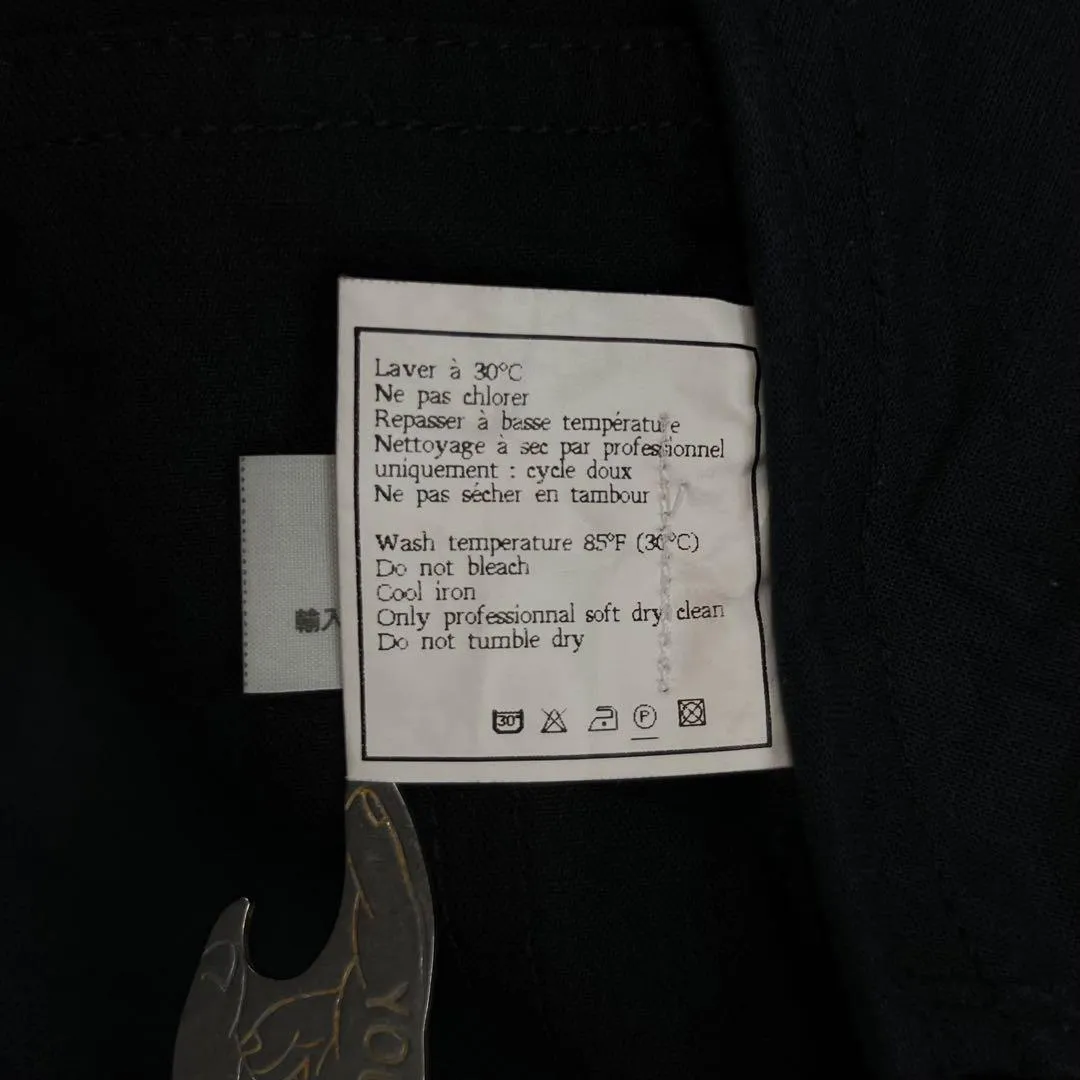 Laver à 30°C
Ne pas chlorer
Repasser à basse température
Nettoyage à sec par professionnel
uniquement : cycle doux
Ne pas sécher en tambour
Wash temperature 85°F (30°C)
Do not bleach
Cool iron
Only professionnal soft dry clean
Do not tumble dry
30°
P
輸入
YOU